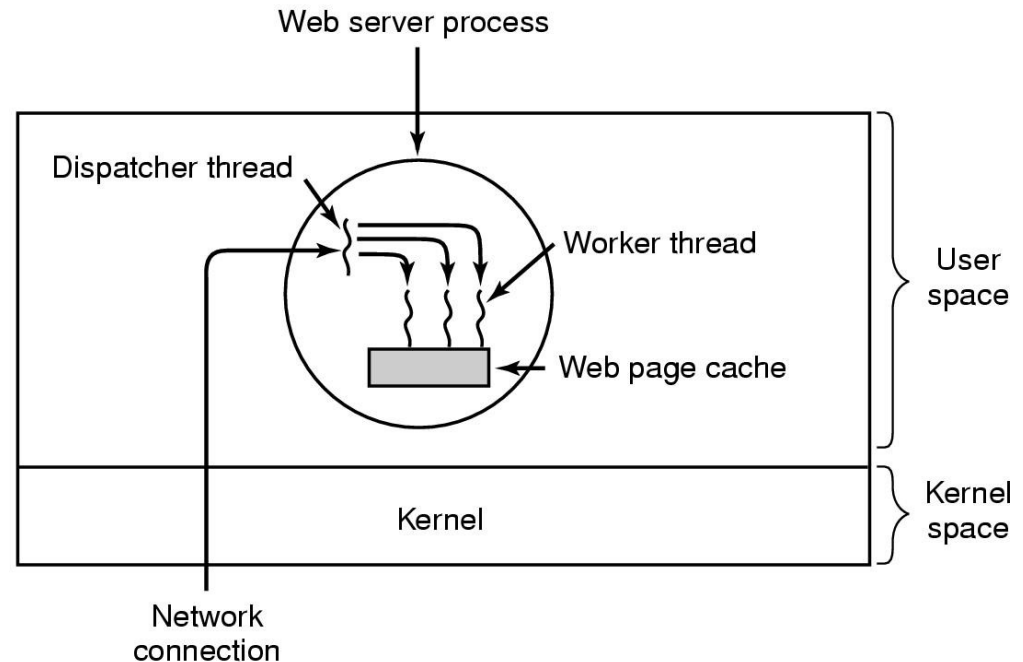 Web server process
Dispatcher thread
Worker thread
Web page cache
User
space
Kernel
Kernel
space
Network
connection